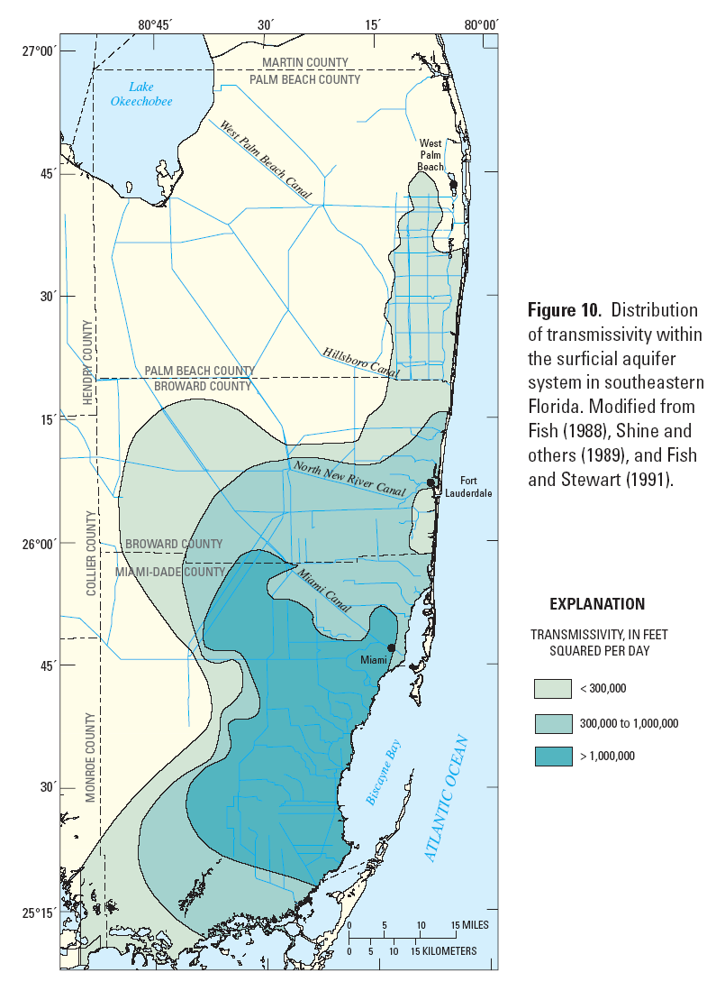 80°45´
30´
15´
80°00´
27°00´
MARTIN COUNTY
PALM BEACH COUNTY
Lake
Okeechobee
West Palm Beach Canal
West
Palm
Beach
45´
30´
HENDRY COUNTY
Hillsboro Canal
PALM BEACH COUNTY
BROWARD COUNTY
15´
North New River Canal
Fort
Lauderdale
26°00´
COLLIER COUNTY
BROWARD COUNTY
MIAMI-DADE COUNTY
Miami Canal
Miami
45´
MONROE COUNTY
Biscayne Bay
ATLANTIC OCEAN
30´
25°15´
0 5 10 15 MILES
0 5 10 15 KILOMETERS
Figure 10. Distribution
of transmissivity within
the surficial aquifer
system in southeastern
Florida. Modified from
Fish (1988), Shine and
others (1989), and Fish
and Stewart (1991).
EXPLANATION
TRANSMISSIVITY, IN FEET
SQUARED PER DAY
< 300,000
300,000 to 1,000,000
> 1,000,000